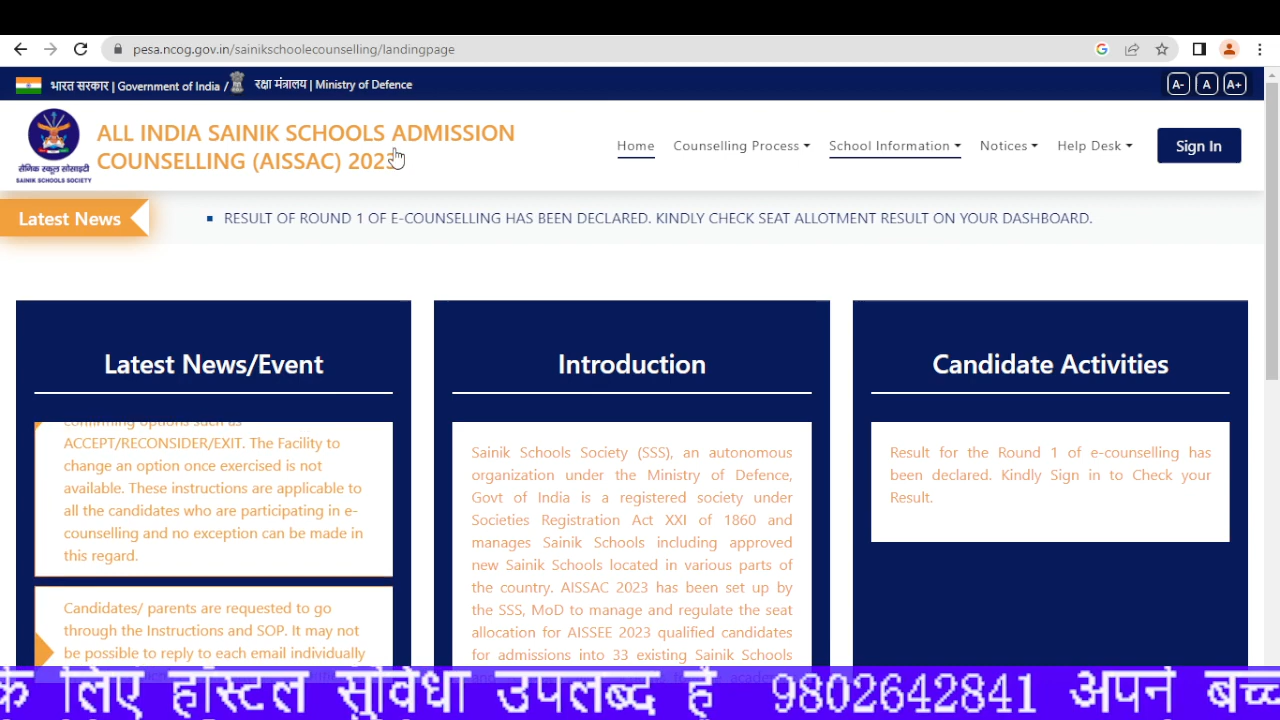 pesa.ncog.gov.in/sainikschoolecounselling/landingpage
भारत सरकार | Government of India / रक्षा मंत्रालय | Ministry of Defence
A- A A+
सैनिक स्कूल सोसाइटी
SAINIK SCHOOLS SOCIETY
ALL INDIA SAINIK SCHOOLS ADMISSION
COUNSELLING (AISSAC) 2023
Home Counselling Process School Information Notices Help Desk Sign In
Latest News
RESULT OF ROUND 1 OF E-COUNSELLING HAS BEEN DECLARED. KINDLY CHECK SEAT ALLOTMENT RESULT ON YOUR DASHBOARD.
Latest News/Event
confirming options such as
ACCEPT/RECONSIDER/EXIT. The Facility to
change an option once exercised is not
available. These instructions are applicable to
all the candidates who are participating in e-
counselling and no exception can be made in
this regard.
Candidates/ parents are requested to go
through the Instructions and SOP. It may not
be possible to reply to each email individually
Introduction
Sainik Schools Society (SSS), an autonomous
organization under the Ministry of Defence,
Govt of India is a registered society under
Societies Registration Act XXI of 1860 and
manages Sainik Schools including approved
new Sainik Schools located in various parts of
the country. AISSAC 2023 has been set up by
the SSS, MoD to manage and regulate the seat
allocation for AISSEE 2023 qualified candidates
for admissions into 33 existing Sainik Schools
Candidate Activities
Result for the Round 1 of e-counselling has
been declared. Kindly Sign in to Check your
Result.
के लिए हॉस्टल सुविधा उपलब्द है 9802642841 अपने